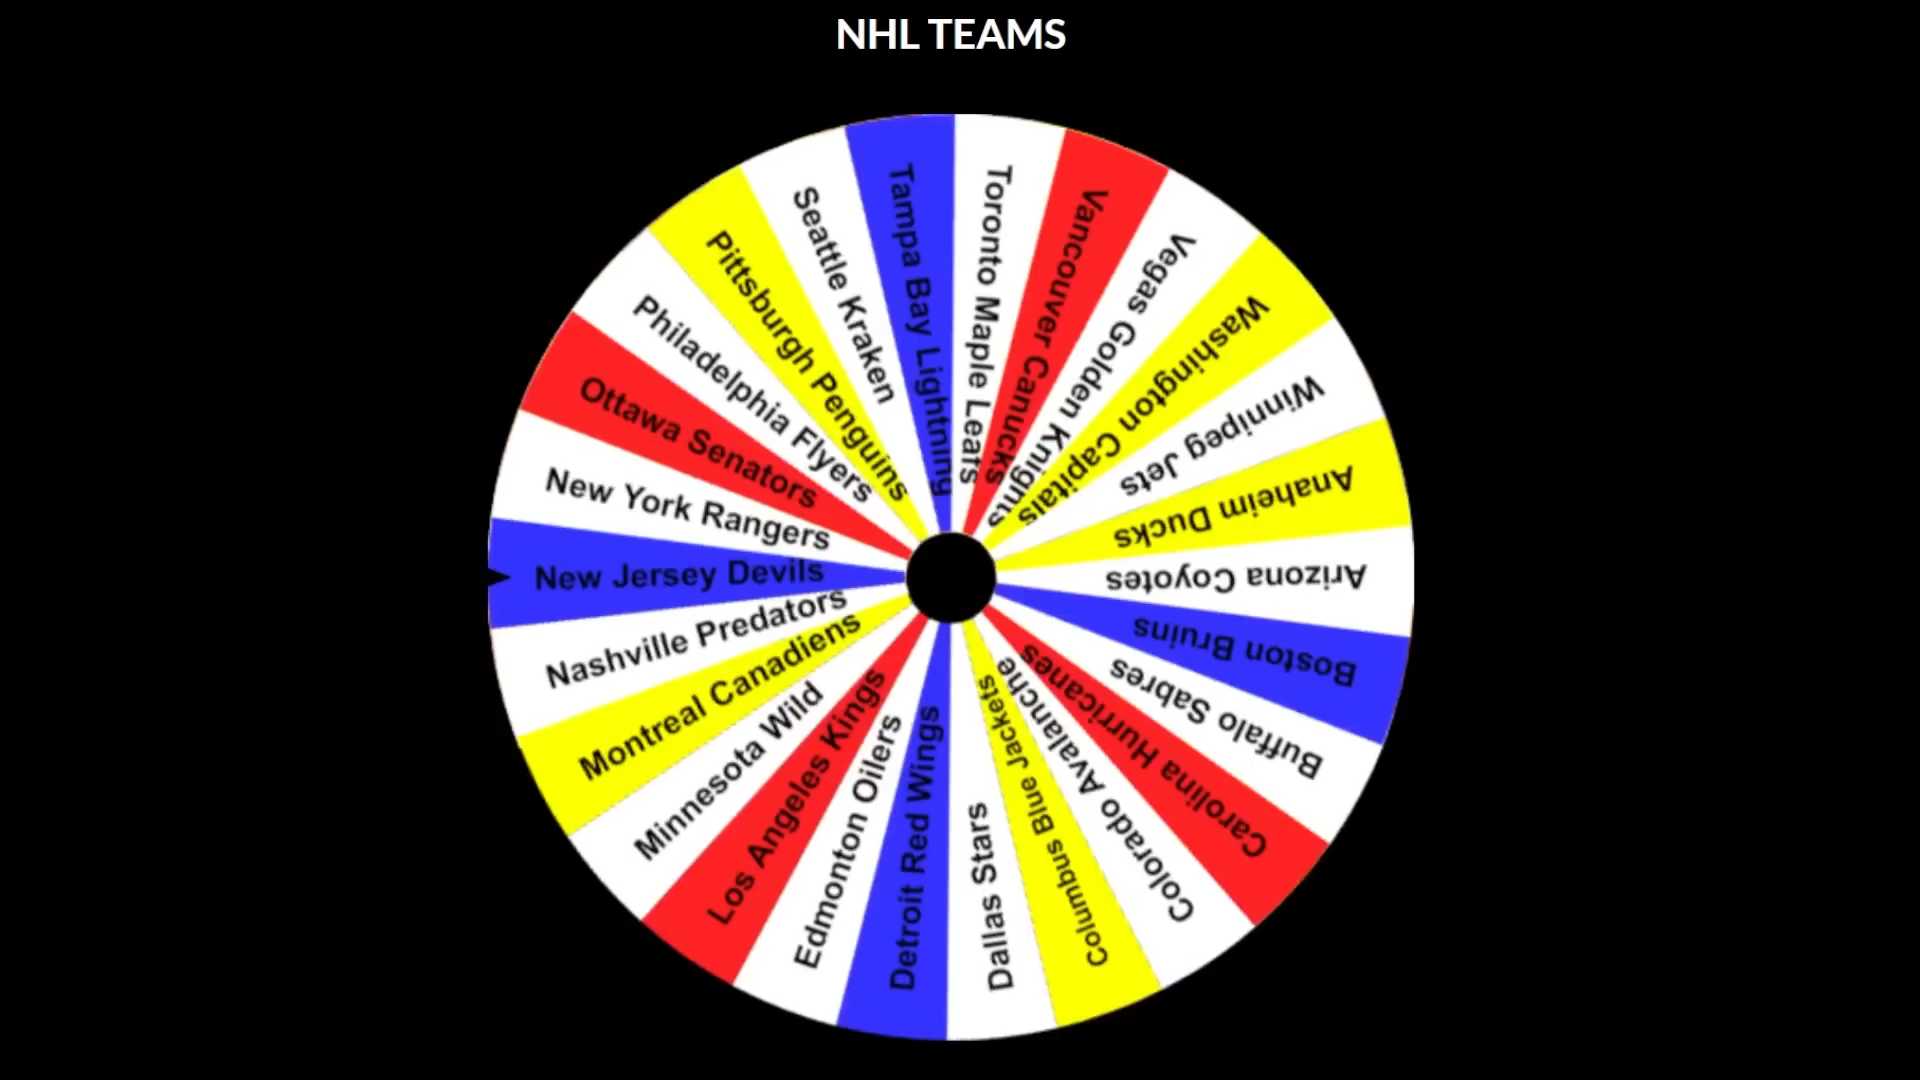 NHL TEAMS
Anaheim Ducks
Arizona Coyotes
Boston Bruins
Buffalo Sabres
Carolina Hurricanes
Colorado Avalanche
Columbus Blue Jackets
Dallas Stars
Detroit Red Wings
Edmonton Oilers
Los Angeles Kings
Minnesota Wild
Montreal Canadiens
Nashville Predators
New Jersey Devils
New York Rangers
Ottawa Senators
Philadelphia Flyers
Pittsburgh Penguins
Seattle Kraken
Tampa Bay Lightning
Toronto Maple Leafs
Vancouver Canucks
Vegas Golden Knights
Washington Capitals
Winnipeg Jets